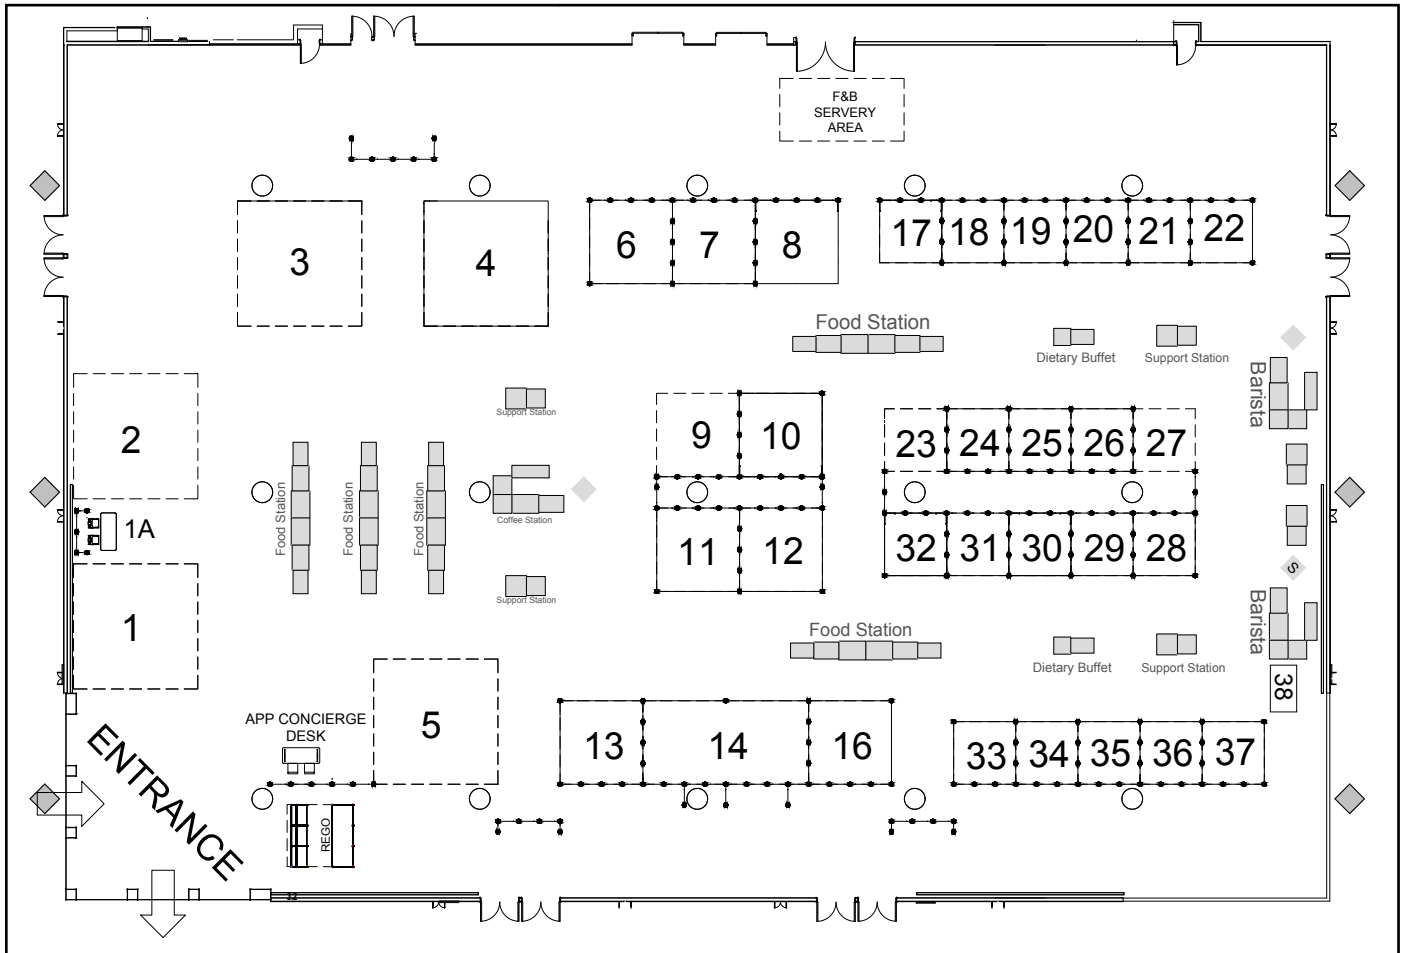 F&B
SERVERY
AREA
3
4
6
7
8
17
18
19
20
21
22
Food Station
Dietary Buffet
Support Station
Barista
2
Support Station
9
10
23
24
25
26
27
Food Station
Food Station
Food Station
Coffee Station
1A
11
12
32
31
30
29
28
S
Support Station
1
Food Station
Dietary Buffet
Support Station
Barista
38
APP CONCIERGE
DESK
5
13
14
16
33
34
35
36
37
ENTRANCE
REGO